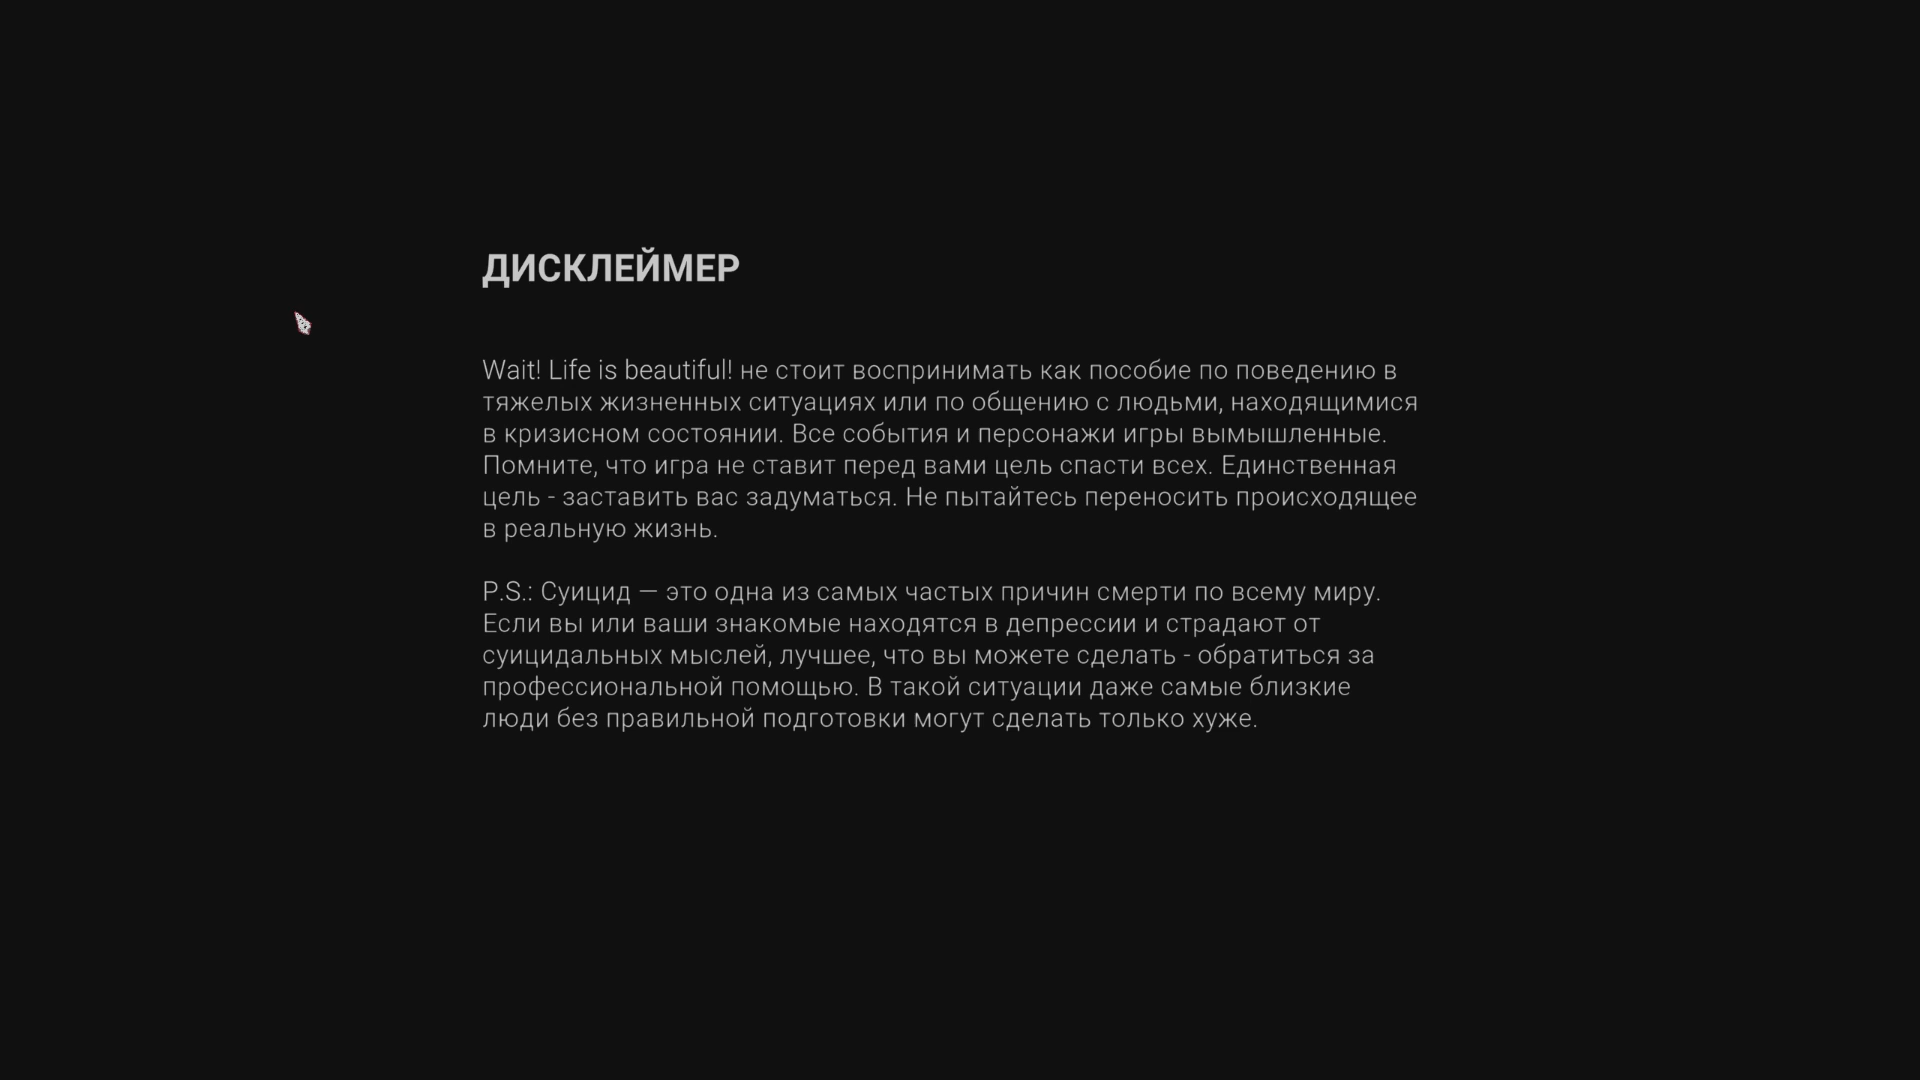 ДИСКЛЕЙМЕР
Wait! Life is beautiful! не стоит воспринимать как пособие по поведению в
тяжелых жизненных ситуациях или по общению с людьми, находящимися
в кризисном состоянии. Все события и персонажи игры вымышленные.
Помните, что игра не ставит перед вами цель спасти всех. Единственная
цель - заставить вас задуматься. Не пытайтесь переносить происходящее
в реальную жизнь.
P.S.: Суицид — это одна из самых частых причин смерти по всему миру.
Если вы или ваши знакомые находятся в депрессии и страдают от
суицидальных мыслей, лучшее, что вы можете сделать - обратиться за
профессиональной помощью. В такой ситуации даже самые близкие
люди без правильной подготовки могут сделать только хуже.